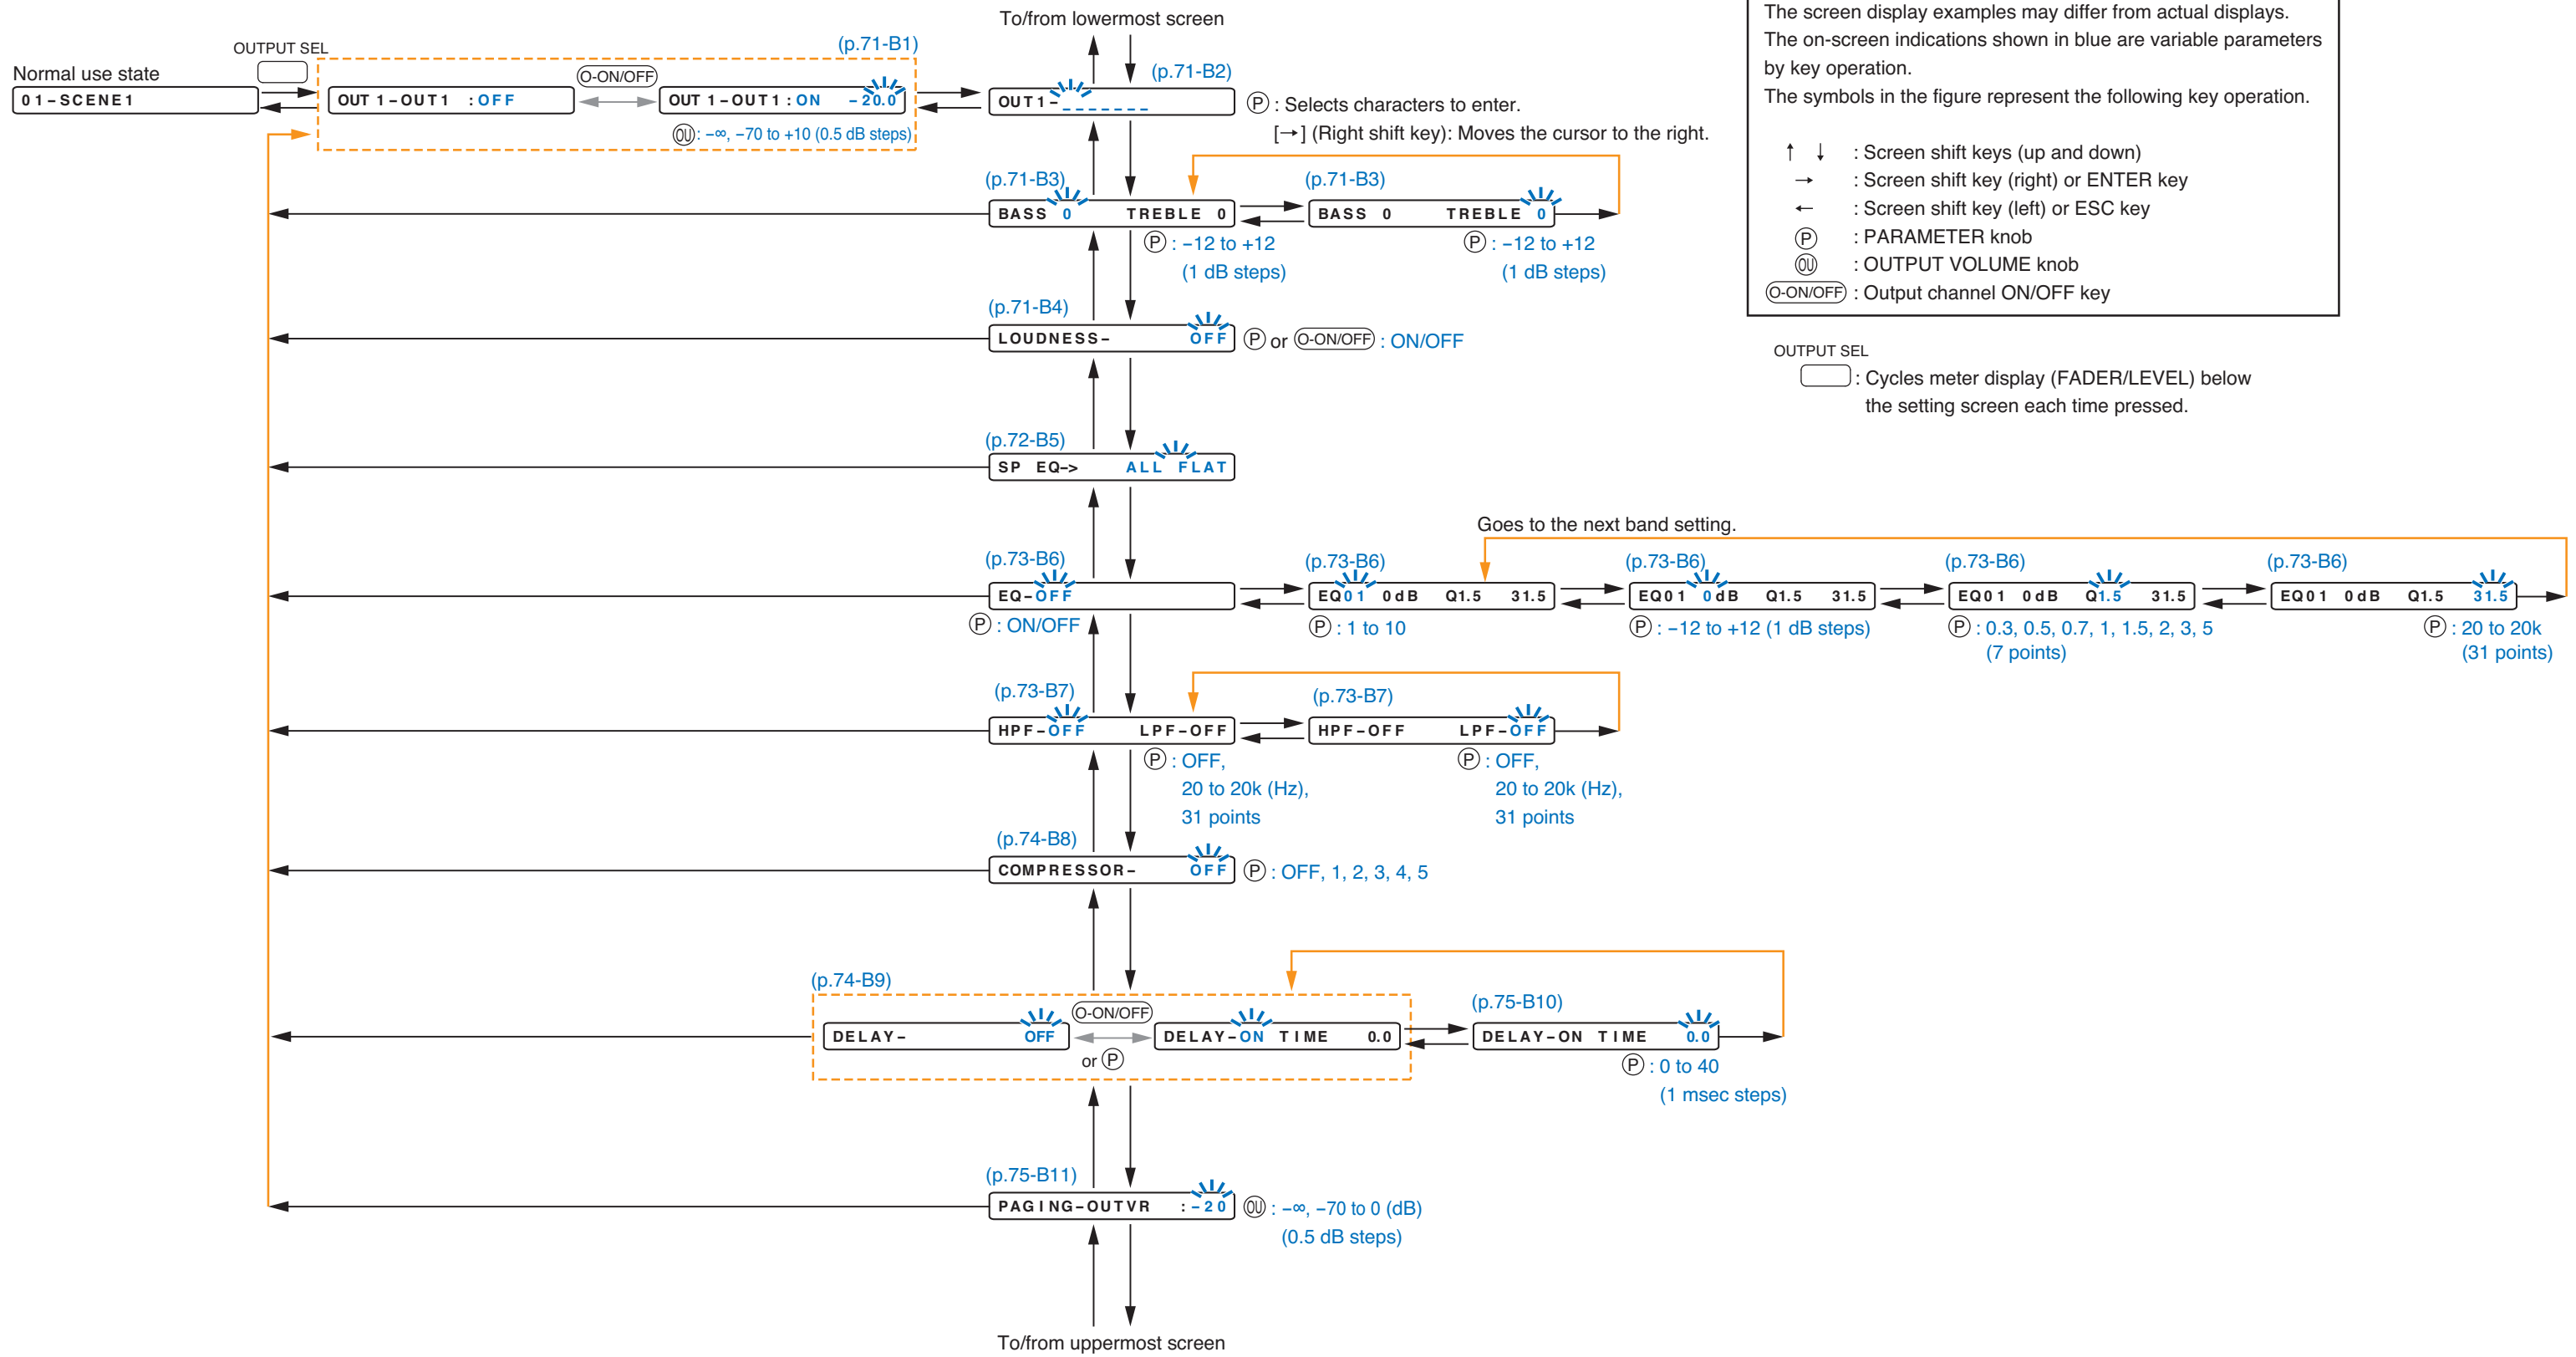 The screen display examples may differ from actual displays.
The on-screen indications shown in blue are variable parameters
by key operation.
The symbols in the figure represent the following key operation.
↑ ↓ : Screen shift keys (up and down)
→ : Screen shift key (right) or ENTER key
← : Screen shift key (left) or ESC key
P : PARAMETER knob
OU : OUTPUT VOLUME knob
O-ON/OFF : Output channel ON/OFF key
OUTPUT SEL
: Cycles meter display (FADER/LEVEL) below
the setting screen each time pressed.
To/from lowermost screen
Normal use state
OUTPUT SEL
01-SCENE1
(p.71-B1)
OUT 1-OUT1 :OFF
O-ON/OFF
OUT 1-OUT1:ON -20.0
OU: −∞, −70 to +10 (0.5 dB steps)
(p.71-B2)
OUT1-_ _ _ _ _ _ _
P : Selects characters to enter.
[→] (Right shift key): Moves the cursor to the right.
(p.71-B3)
BASS 0 TREBLE 0
P : −12 to +12
(1 dB steps)
(p.71-B3)
BASS 0 TREBLE 0
P : −12 to +12
(1 dB steps)
(p.71-B4)
LOUDNESS- OFF
P or O-ON/OFF : ON/OFF
(p.72-B5)
SP EQ-> ALL FLAT
Goes to the next band setting.
(p.73-B6)
EQ-OFF
P : ON/OFF
(p.73-B6)
EQ01 0dB Q1.5 31.5
P : 1 to 10
(p.73-B6)
EQ01 0dB Q1.5 31.5
P : −12 to +12 (1 dB steps)
(p.73-B6)
EQ01 0dB Q1.5 31.5
P : 0.3, 0.5, 0.7, 1, 1.5, 2, 3, 5
(7 points)
(p.73-B6)
EQ01 0dB Q1.5 31.5
P : 20 to 20k
(31 points)
(p.73-B7)
HPF-OFF LPF-OFF
P : OFF,
20 to 20k (Hz),
31 points
(p.73-B7)
HPF-OFF LPF-OFF
P : OFF,
20 to 20k (Hz),
31 points
(p.74-B8)
COMPRESSOR- OFF
P : OFF, 1, 2, 3, 4, 5
(p.74-B9)
DELAY- OFF
O-ON/OFF
or P
DELAY-ON TIME 0.0
(p.75-B10)
DELAY-ON TIME 0.0
P : 0 to 40
(1 msec steps)
(p.75-B11)
PAGING-OUTVR :-20
OU : −∞, −70 to 0 (dB)
(0.5 dB steps)
To/from uppermost screen